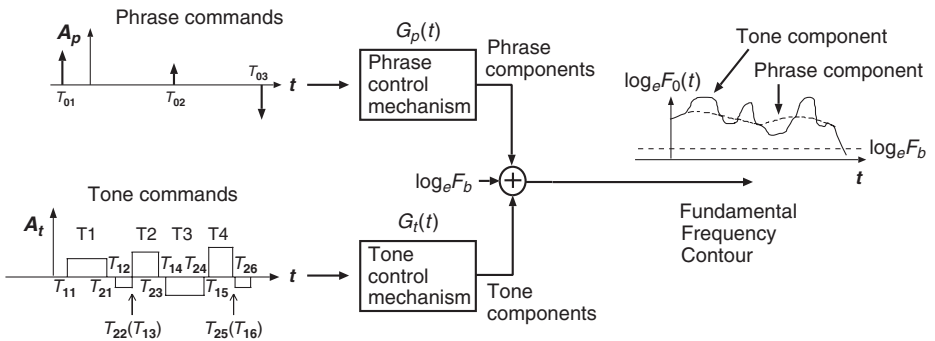 Phrase commands
A_p
T_01
T_02
T_03
t
G_p(t)
Phrase
control
mechanism
Phrase
components
Tone component
log_eF_0(t)
Phrase component
log_eF_b
t
log_eF_b
+
Fundamental
Frequency
Contour
Tone commands
A_t
T1
T2
T3
T4
T_11
T_21
T_12
T_22(T_13)
T_23
T_14
T_24
T_15
T_25(T_16)
T_26
t
G_t(t)
Tone
control
mechanism
Tone
components